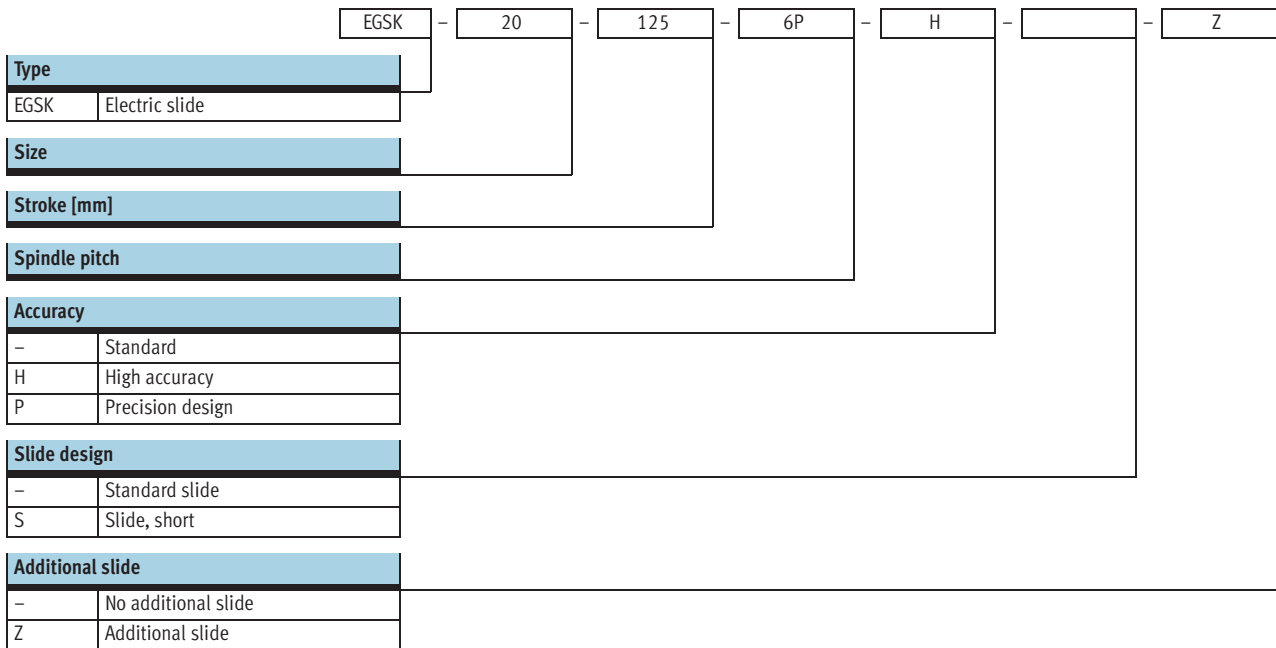 EGSK – 20 – 125 – 6P – H – – Z
Type
EGSK Electric slide
Size
Stroke [mm]
Spindle pitch
Accuracy
– Standard
H High accuracy
P Precision design
Slide design
– Standard slide
S Slide, short
Additional slide
– No additional slide
Z Additional slide